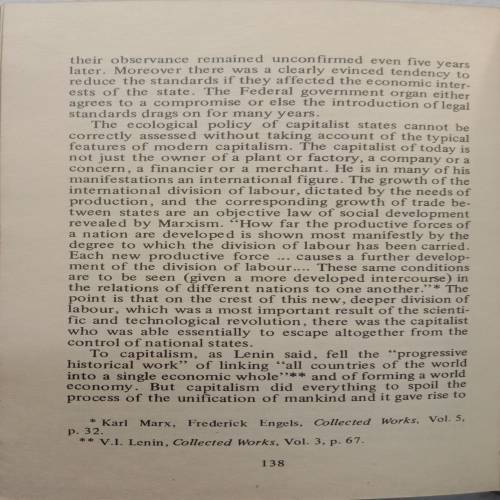 their observance remained unconfirmed even five years
later. Moreover there was a clearly evinced tendency to
reduce the standards if they affected the economic inter-
ests of the state. The Federal government organ either
agrees to a compromise or else the introduction of legal
standards drags on for many years.
The ecological policy of capitalist states cannot be
correctly assessed without taking account of the typical
features of modern capitalism. The capitalist of today is
not just the owner of a plant or factory, a company or a
concern, a financier or a merchant. He is in many of his
manifestations an international figure. The growth of the
international division of labour, dictated by the needs of
production, and the corresponding growth of trade be-
tween states are an objective law of social development
revealed by Marxism. "How far the productive forces of
a nation are developed is shown most manifestly by the
degree to which the division of labour has been carried.
Each new productive force ... causes a further develop-
ment of the division of labour.... These same conditions
are to be seen (given a more developed intercourse) in
the relations of different nations to one another."* The
point is that on the crest of this new, deeper division of
labour, which was a most important result of the scienti-
fic and technological revolution, there was the capitalist
who was able essentially to escape altogether from the
control of national states.
To capitalism, as Lenin said, fell the "progressive
historical work" of linking "all countries of the world
into a single economic whole"** and of forming a world
economy. But capitalism did everything to spoil the
process of the unification of mankind and it gave rise to
* Karl Marx, Frederick Engels, Collected Works, Vol. 5,
p. 32.
** V.I. Lenin, Collected Works, Vol. 3, p. 67.
138